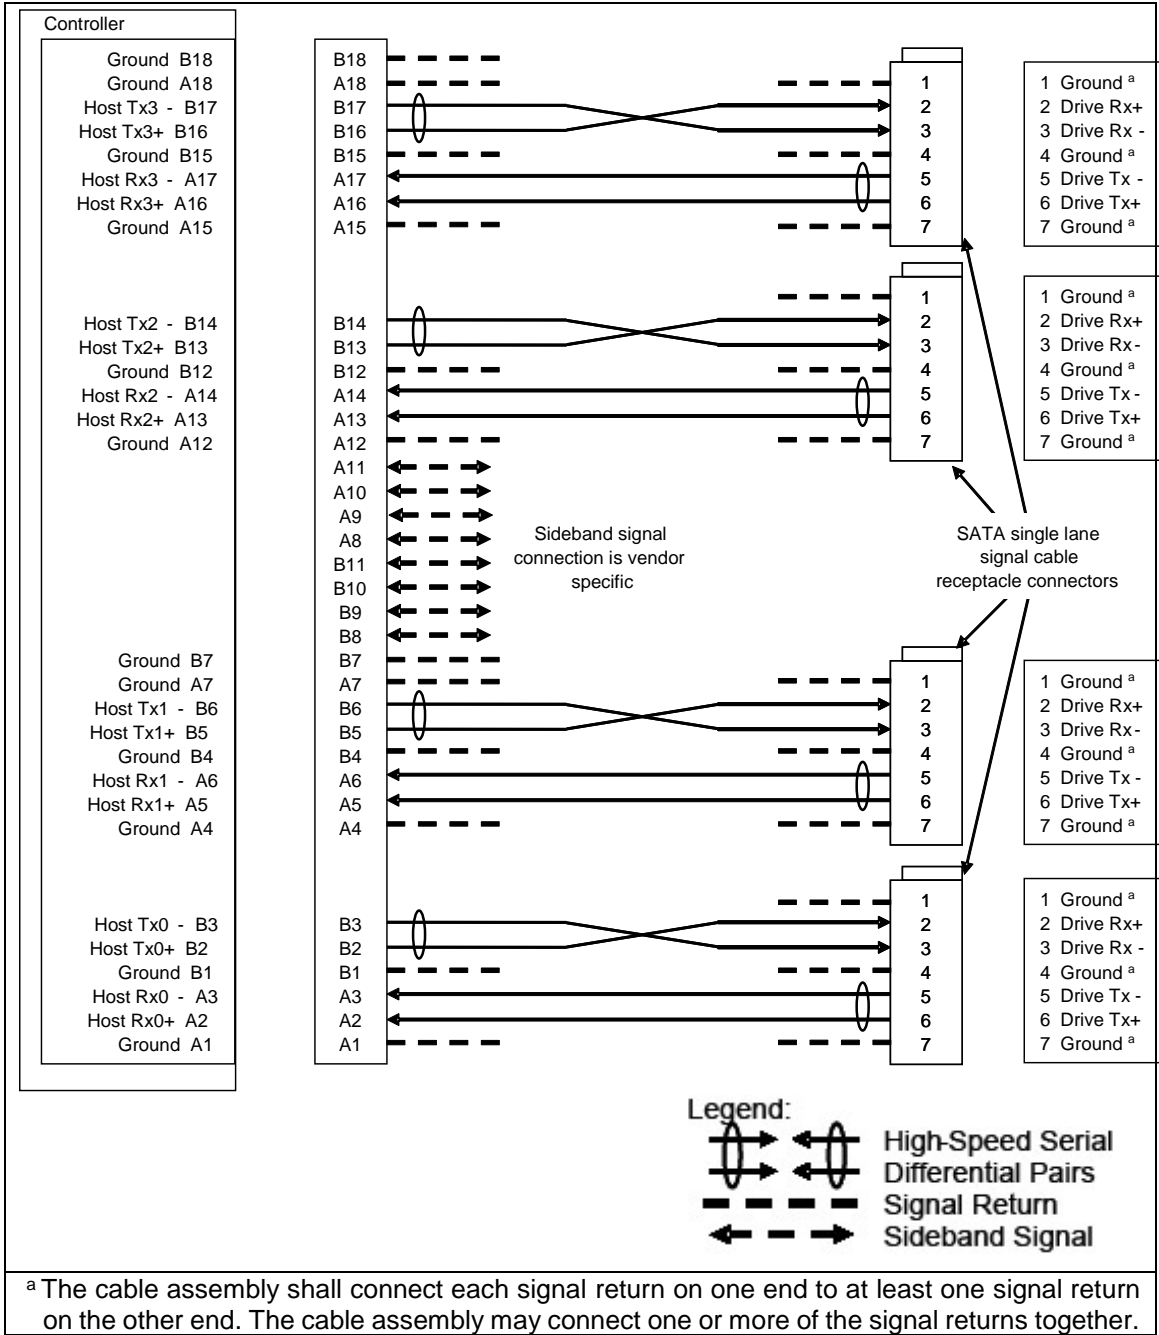 Controller
Ground B18
Ground A18
Host Tx3 - B17
Host Tx3+ B16
Ground B15
Host Rx3 - A17
Host Rx3+ A16
Ground A15
Host Tx2 - B14
Host Tx2+ B13
Ground B12
Host Rx2 - A14
Host Rx2+ A13
Ground A12
Ground B7
Ground A7
Host Tx1 - B6
Host Tx1+ B5
Ground B4
Host Rx1 - A6
Host Rx1+ A5
Ground A4
Host Tx0 - B3
Host Tx0+ B2
Ground B1
Host Rx0 - A3
Host Rx0+ A2
Ground A1
B18
A18
B17
B16
B15
A17
A16
A15
B14
B13
B12
A14
A13
A12
A11
A10
A9
A8
B11
B10
B9
B8
B7
A7
B6
B5
B4
A6
A5
A4
B3
B2
B1
A3
A2
A1
Sideband signal
connection is vendor
specific
1
2
3
4
5
6
7
1 Ground a
2 Drive Rx+
3 Drive Rx -
4 Ground a
5 Drive Tx -
6 Drive Tx+
7 Ground a
1
2
3
4
5
6
7
1 Ground a
2 Drive Rx+
3 Drive Rx-
4 Ground a
5 Drive Tx -
6 Drive Tx+
7 Ground a
SATA single lane
signal cable
receptacle connectors
1
2
3
4
5
6
7
1 Ground a
2 Drive Rx+
3 Drive Rx-
4 Ground a
5 Drive Tx -
6 Drive Tx+
7 Ground a
1
2
3
4
5
6
7
1 Ground a
2 Drive Rx+
3 Drive Rx -
4 Ground a
5 Drive Tx -
6 Drive Tx+
7 Ground a
Legend:
High-Speed Serial
Differential Pairs
Signal Return
Sideband Signal
a The cable assembly shall connect each signal return on one end to at least one signal return
on the other end. The cable assembly may connect one or more of the signal returns together.